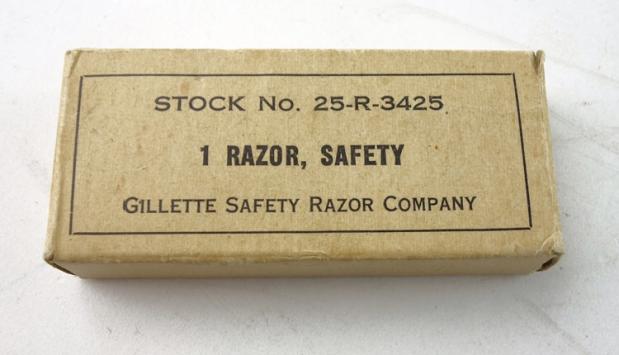 STOCK No. 25-R-3425
1 RAZOR, SAFETY
GILLETTE SAFETY RAZOR COMPANY